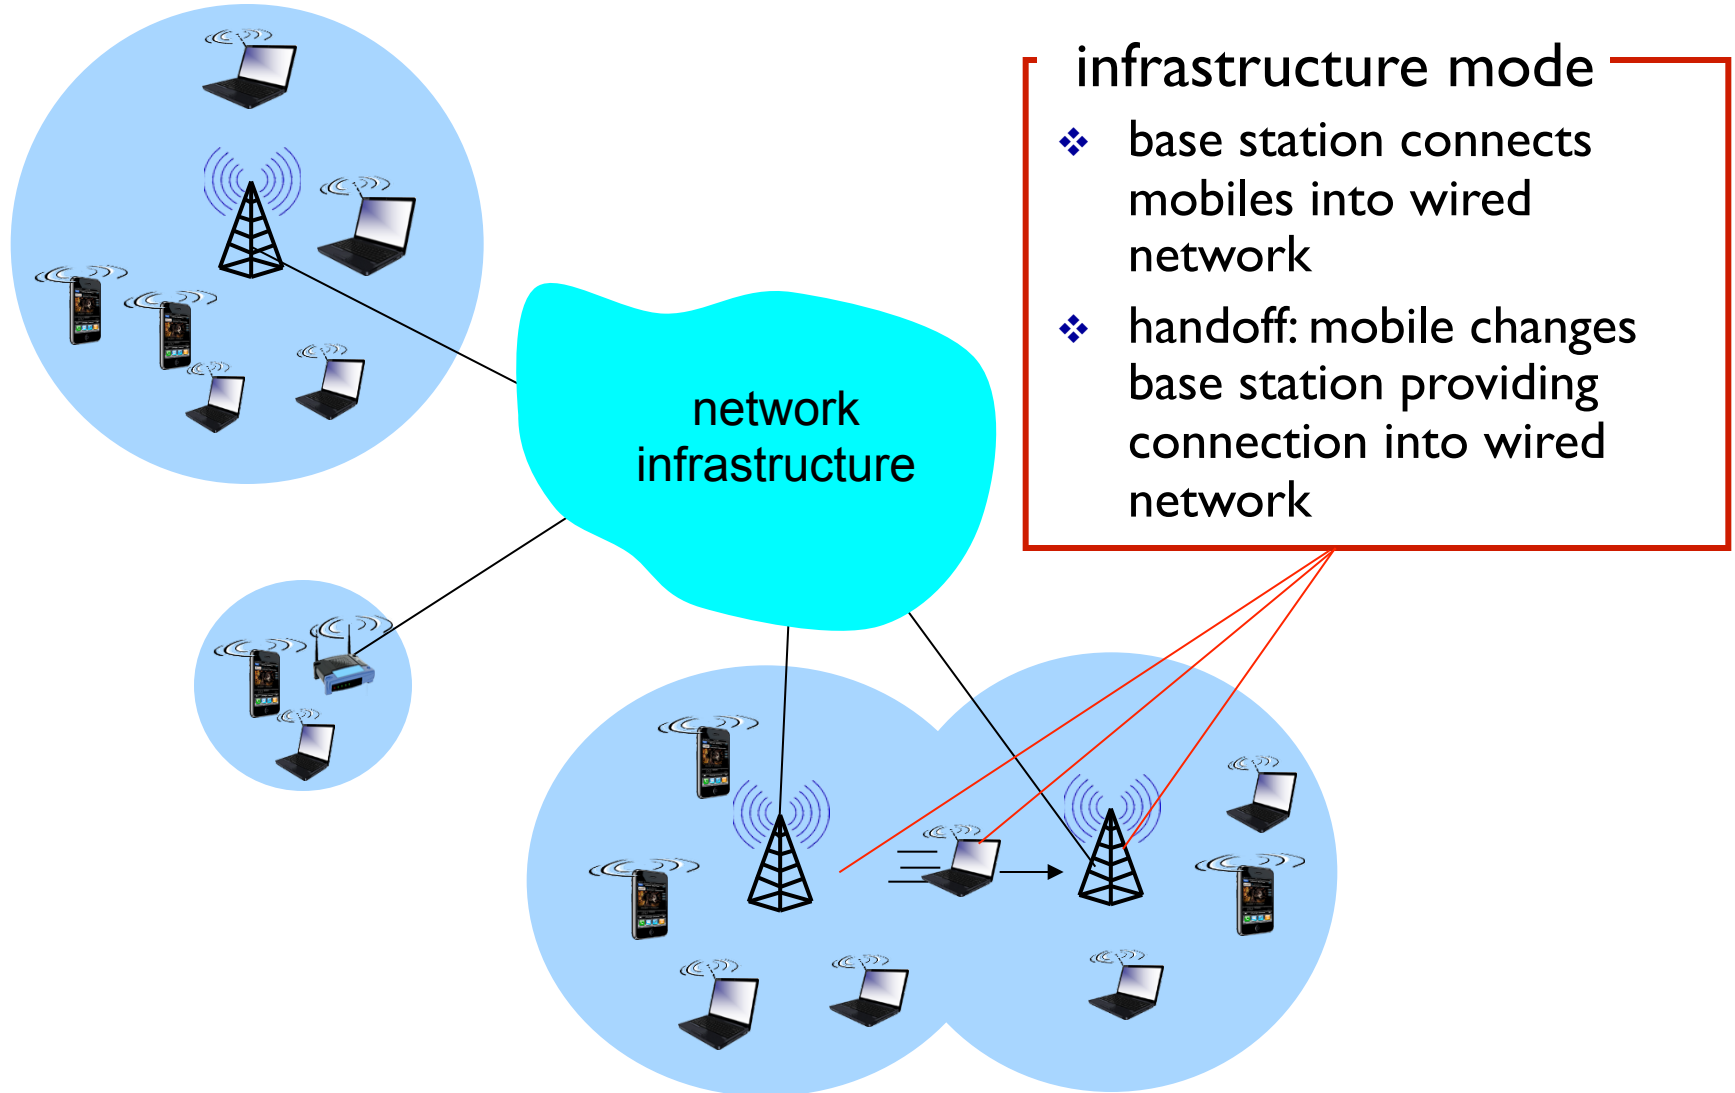 infrastructure mode
❖ base station connects
mobiles into wired
network
❖ handoff: mobile changes
base station providing
connection into wired
network
network
infrastructure